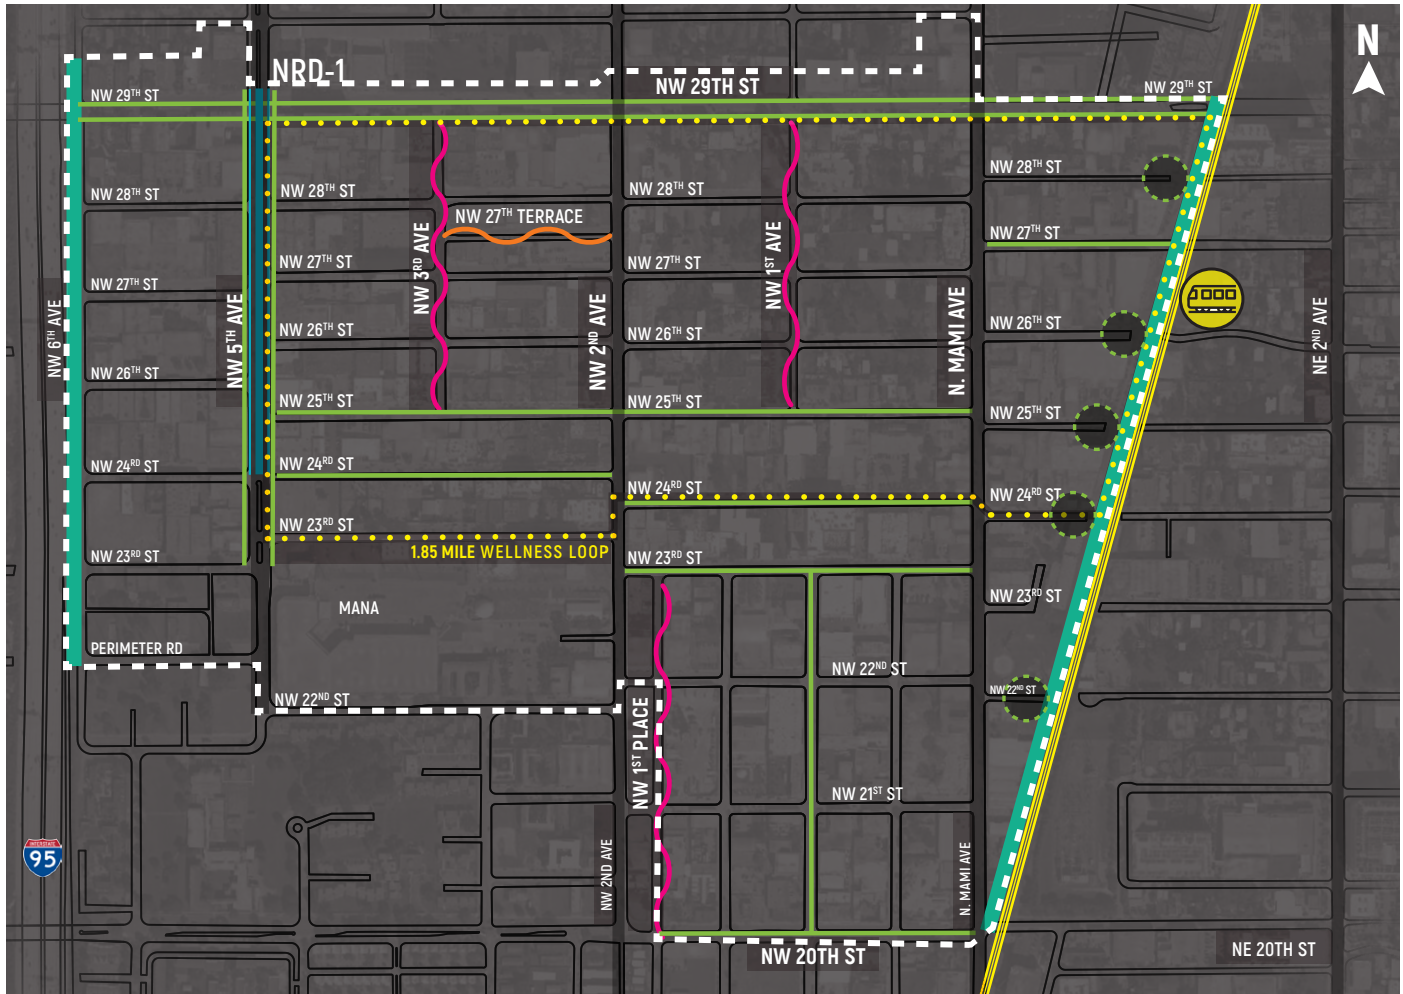 N
NRD-1
NW 29TH ST
NW 29TH ST
NW 29TH ST
NW 28TH ST
NW 28TH ST
NW 28TH ST
NW 28TH ST
NW 27TH TERRACE
NW 3RD AVE
NW 1ST AVE
NW 27TH ST
NW 27TH ST
NW 27TH ST
NW 27TH ST
NW 6TH AVE
NW 5TH AVE
NW 2ND AVE
N. MAMI AVE
NE 2ND AVE
NW 26TH ST
NW 26TH ST
NW 26TH ST
NW 26TH ST
NW 25TH ST
NW 25TH ST
NW 25TH ST
NW 24RD ST
NW 24RD ST
NW 24RD ST
NW 24RD ST
NW 23RD ST
1.85 MILE WELLNESS LOOP
NW 23RD ST
NW 23RD ST
NW 23RD ST
MANA
PERIMETER RD
NW 22ND ST
NW 22ND ST
NW 22ND ST
NW 1ST PLACE
NW 21ST ST
INTERSTATE
95
NW 2ND AVE
N. MAMI AVE
NW 20TH ST
NE 20TH ST